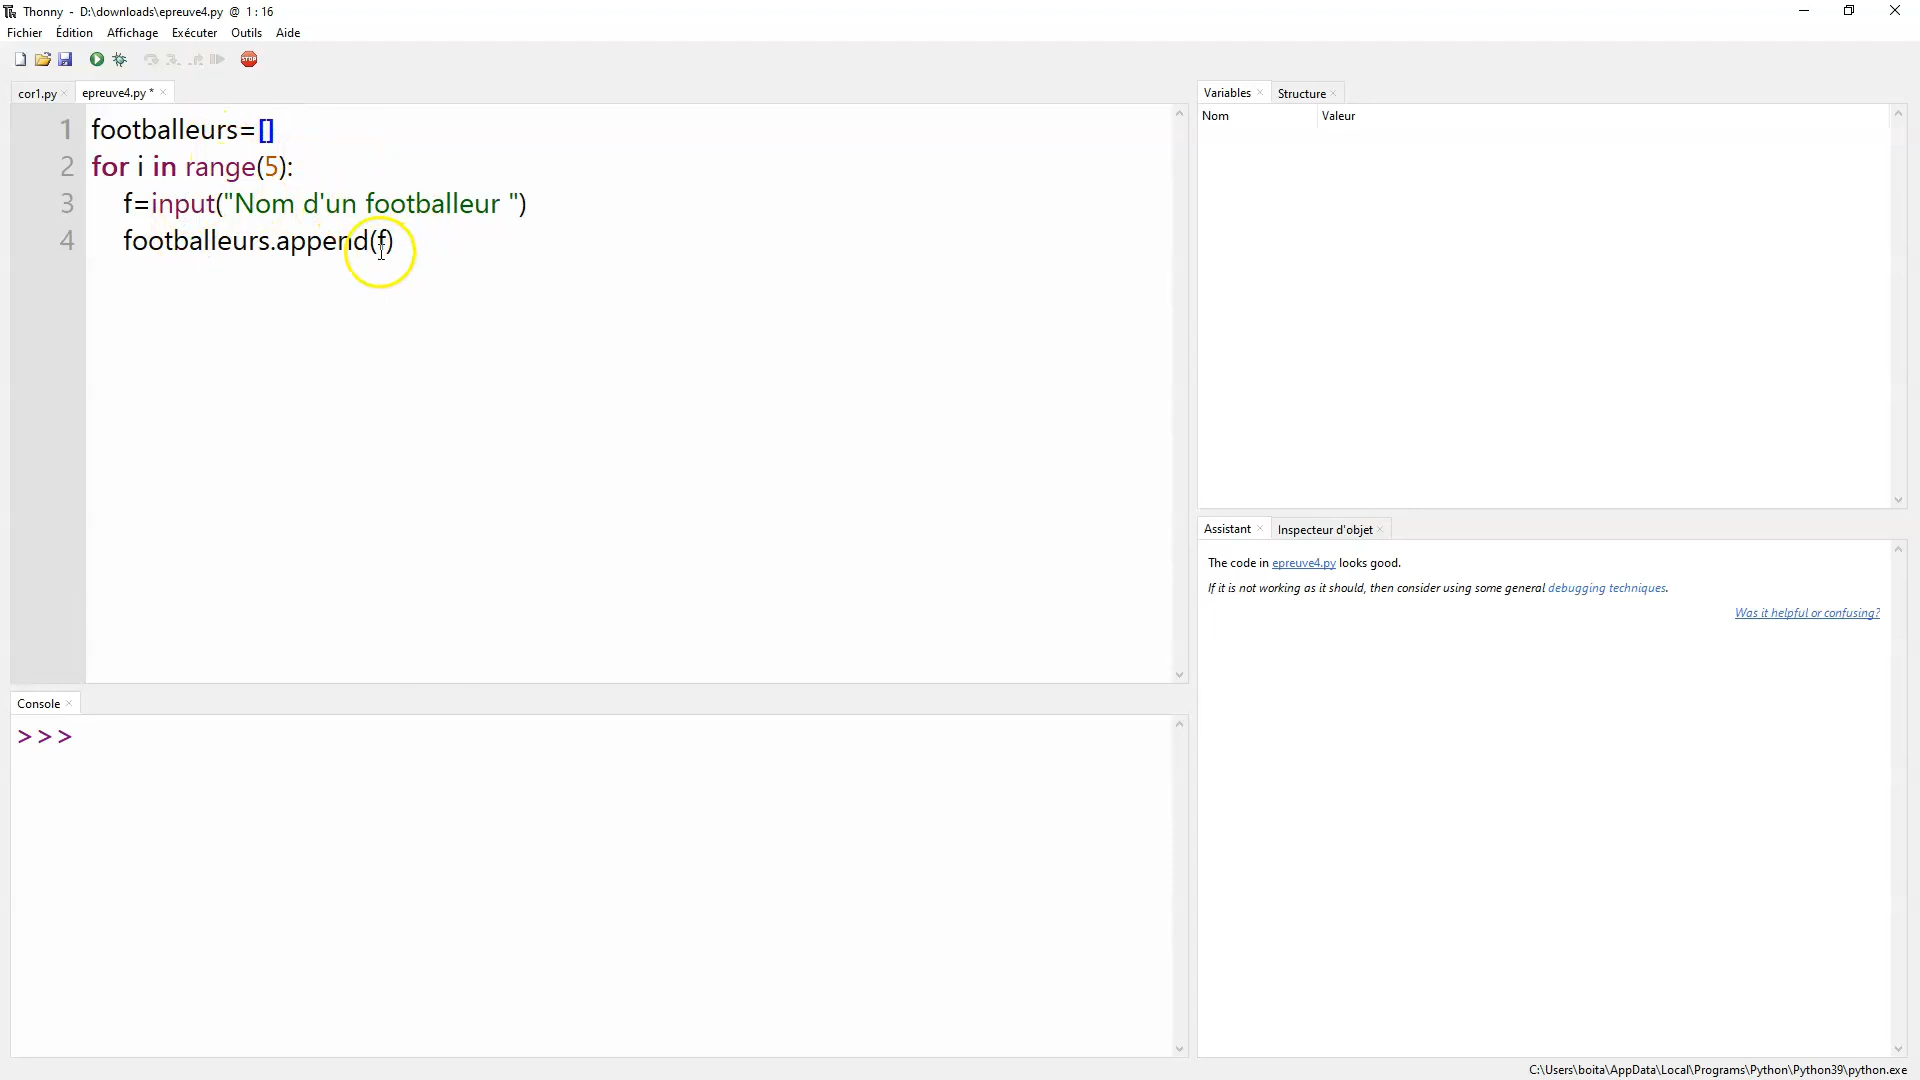 Thonny - D:\downloads\epreuve4.py @ 1:16
Fichier Édition Affichage Exécuter Outils Aide
STOP
cor1.py × epreuve4.py * ×
1 footballeurs=[]
2 for i in range(5):
3 f=input("Nom d'un footballeur ")
4 footballeurs.append(f)
Variables × Structure ×
Nom Valeur
Assistant × Inspecteur d'objet ×
The code in epreuve4.py looks good.
If it is not working as it should, then consider using some general debugging techniques.
Was it helpful or confusing?
Console ×
>>>
C:\Users\boita\AppData\Local\Programs\Python\Python39\python.exe